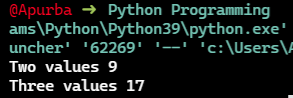 @Apurba ➜ Python Programming
ams\Python\Python39\python.exe'
uncher' '62269' '--' 'c:\Users\A
Two values 9
Three values 17